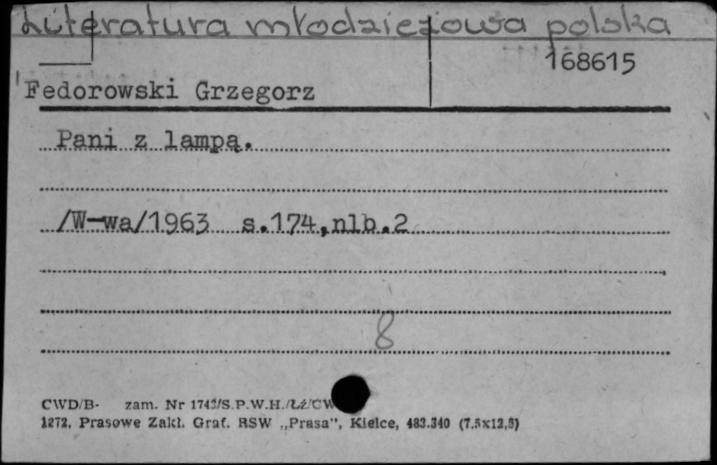 Literatura młodzieżowa polska
168615
Fedorowski Grzegorz
Pani z lampą.
/W-wa/1963 s.174,nlb.2
8
CWD/B- zam. Nr 1743/S.P.W.H./ŁŹ/CW
1272. Prasowe Zakł. Graf. RSW „Prasa", Kielce, 483.340 (7,5x12,5)